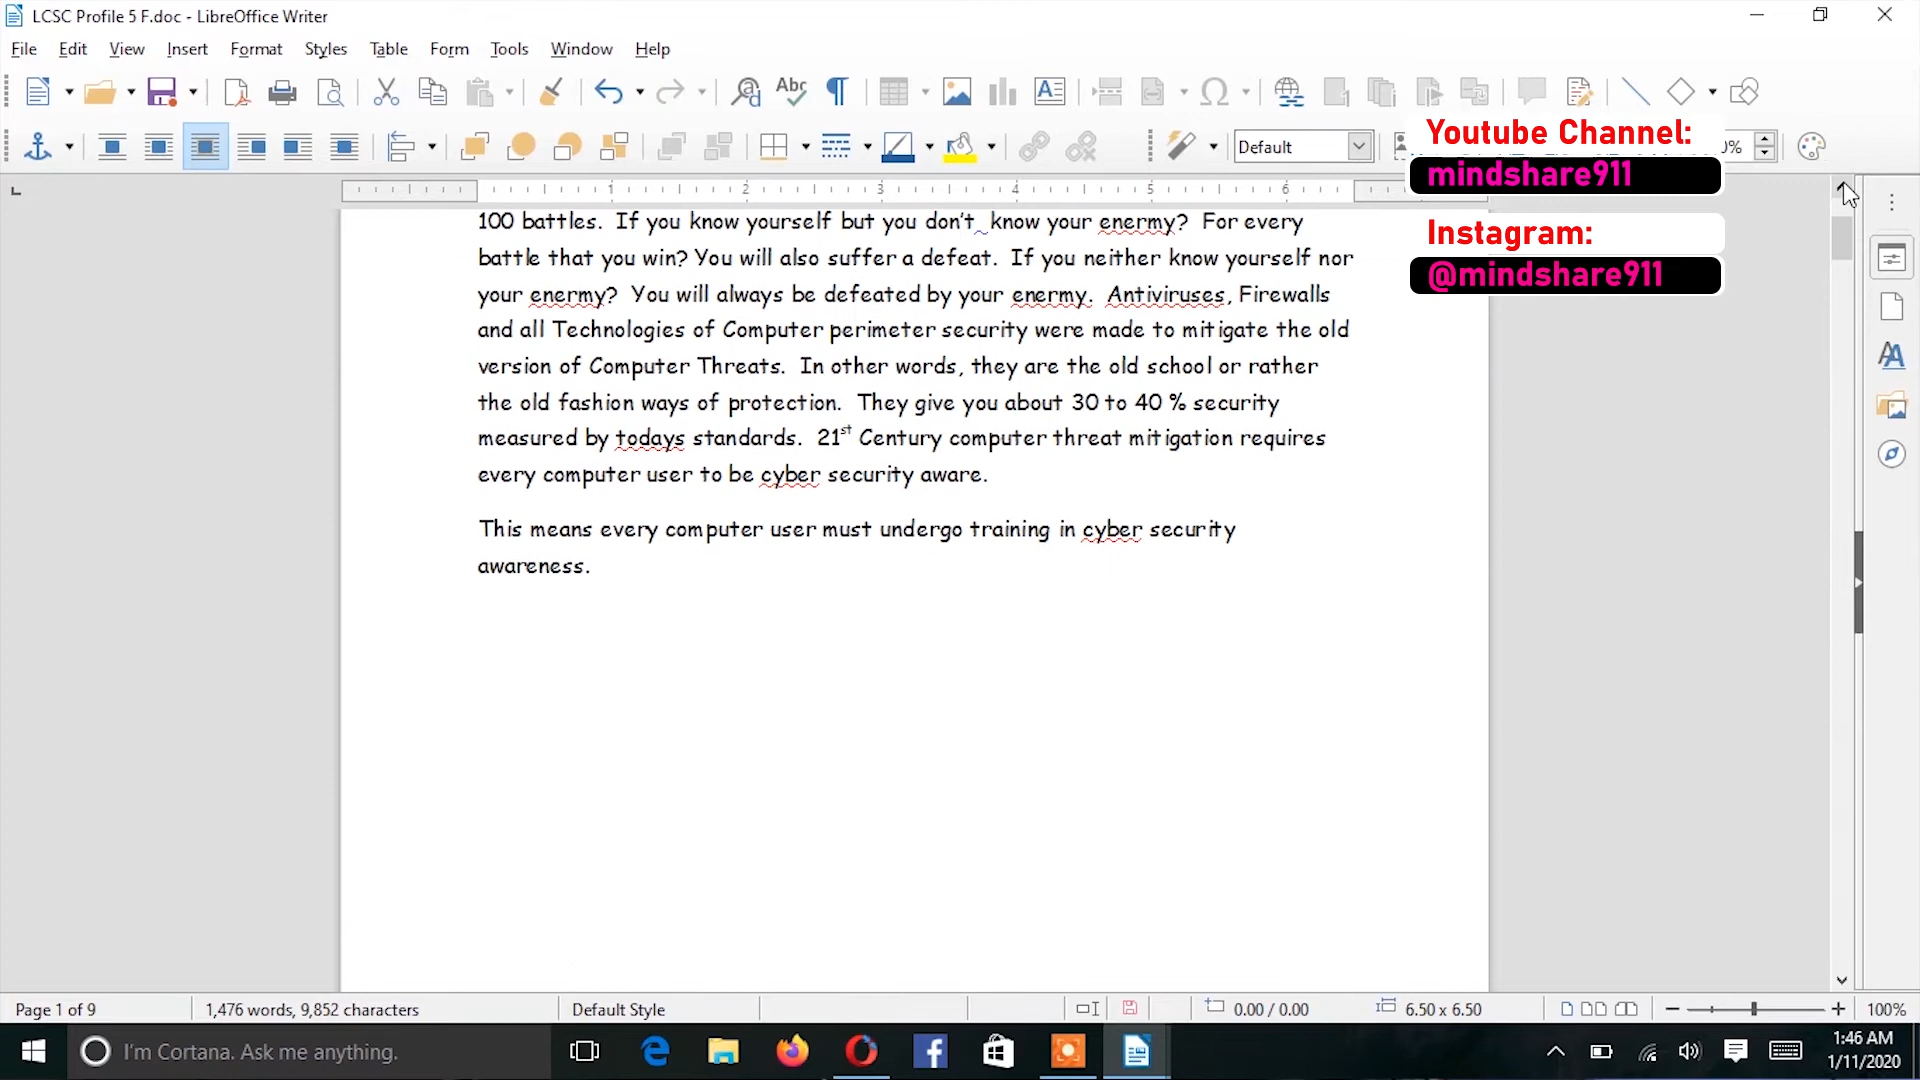 LCSC Profile 5 F.doc - LibreOffice Writer
File Edit View Insert Format Styles Table Form Tools Window Help
Abc
Default
Youtube Channel:
mindshare911
Instagram:
@mindshare911
1 2 3 4 5 6
100 battles.  If you know yourself but you don't  know your enermy?  For every
battle that you win? You will also suffer a defeat.  If you neither know yourself nor
your enermy?  You will always be defeated by your enermy.  Antiviruses, Firewalls
and all Technologies of Computer perimeter security were made to mitigate the old
version of Computer Threats.  In other words, they are the old school or rather
the old fashion ways of protection.  They give you about 30 to 40 % security
measured by todays standards.  21st Century computer threat mitigation requires
every computer user to be cyber security aware.
This means every computer user must undergo training in cyber security
awareness.
Page 1 of 9 1,476 words, 9,852 characters Default Style 0.00 / 0.00 6.50 x 6.50 100%
I'm Cortana. Ask me anything.
1:46 AM
1/11/2020